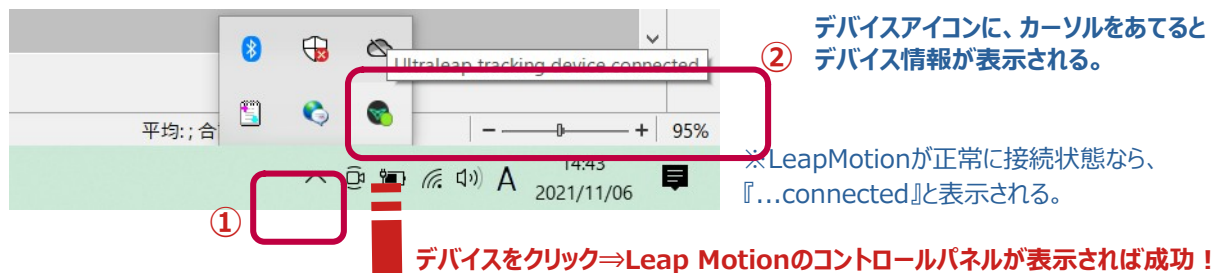 デバイスアイコンに、カーソルをあてると
② デバイス情報が表示される。
Ultraleap tracking device connected
平均: ; 合
95%
※LeapMotionが正常に接続状態なら、
『...connected』と表示される。
A
14:43
2021/11/06
①
デバイスをクリック⇒Leap Motionのコントロールパネルが表示されば成功!